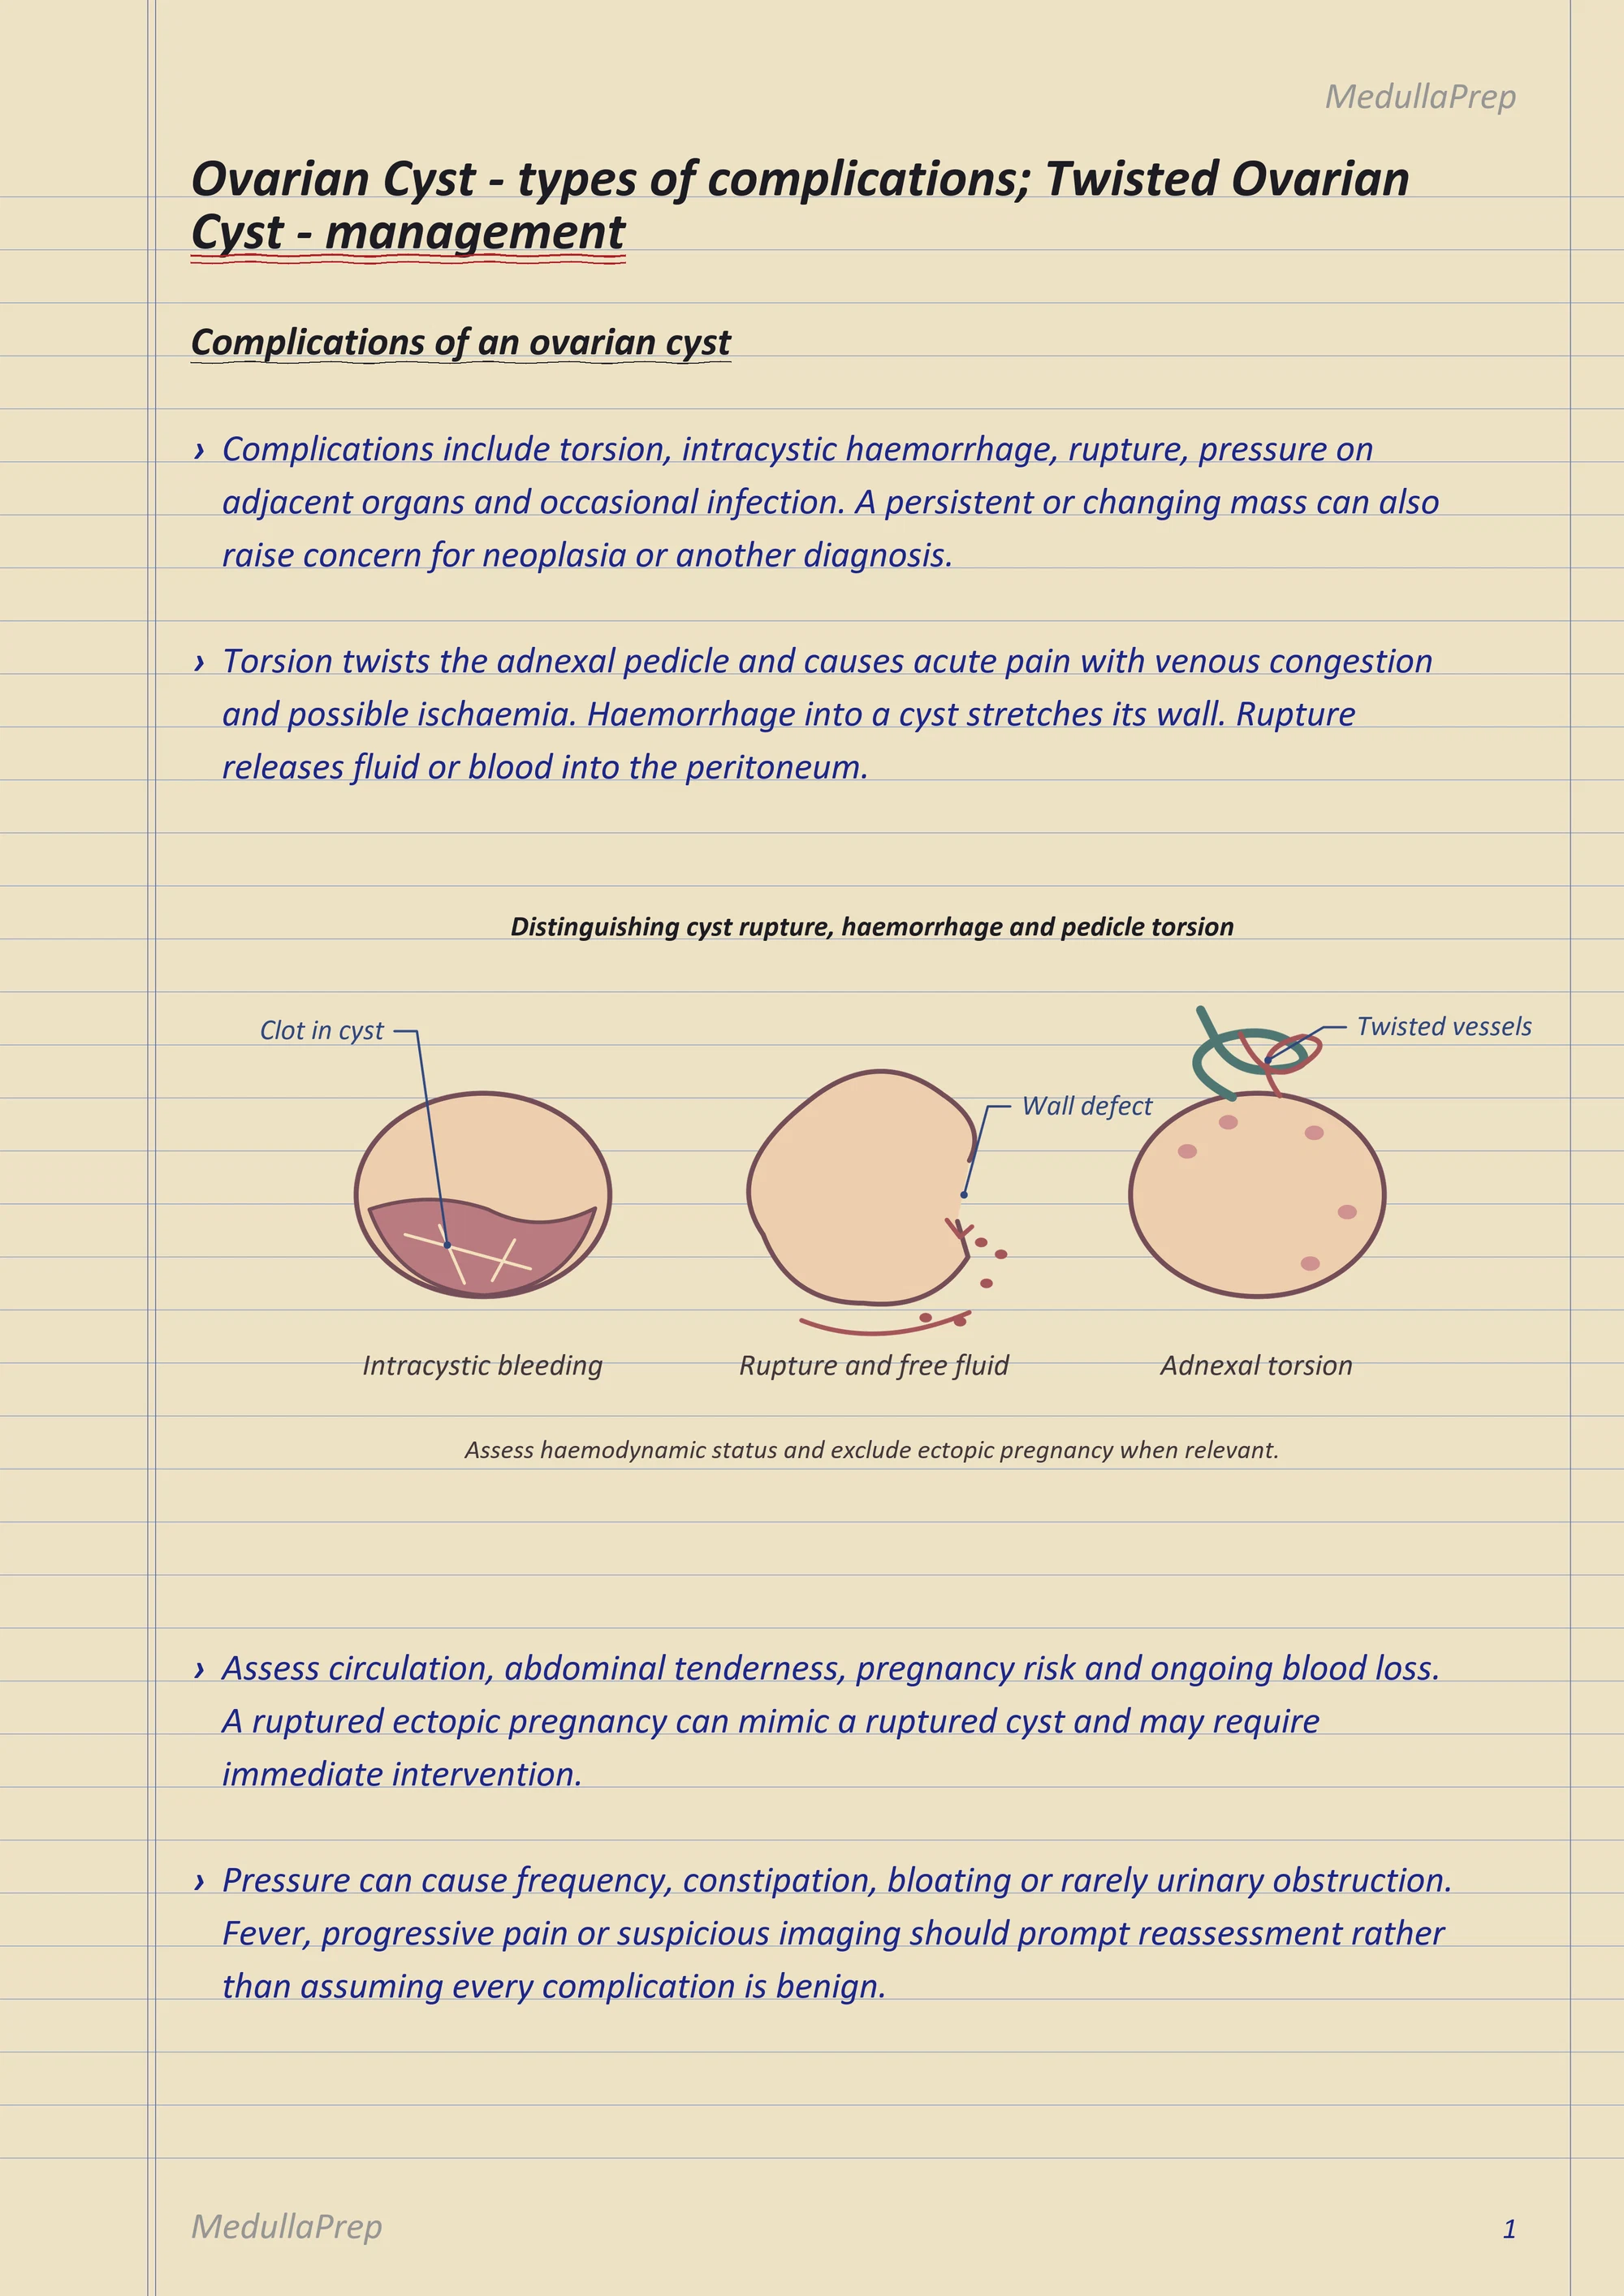 MedullaPrep
Ovarian Cyst - types of complications; Twisted Ovarian
Cyst - management
Complications of an ovarian cyst
› Complications include torsion, intracystic haemorrhage, rupture, pressure on
adjacent organs and occasional infection. A persistent or changing mass can also
raise concern for neoplasia or another diagnosis.
› Torsion twists the adnexal pedicle and causes acute pain with venous congestion
and possible ischaemia. Haemorrhage into a cyst stretches its wall. Rupture
releases fluid or blood into the peritoneum.
Distinguishing cyst rupture, haemorrhage and pedicle torsion
Clot in cyst
Twisted vessels
Wall defect
Intracystic bleeding
Rupture and free fluid
Adnexal torsion
Assess haemodynamic status and exclude ectopic pregnancy when relevant.
› Assess circulation, abdominal tenderness, pregnancy risk and ongoing blood loss.
A ruptured ectopic pregnancy can mimic a ruptured cyst and may require
immediate intervention.
› Pressure can cause frequency, constipation, bloating or rarely urinary obstruction.
Fever, progressive pain or suspicious imaging should prompt reassessment rather
than assuming every complication is benign.
MedullaPrep
1